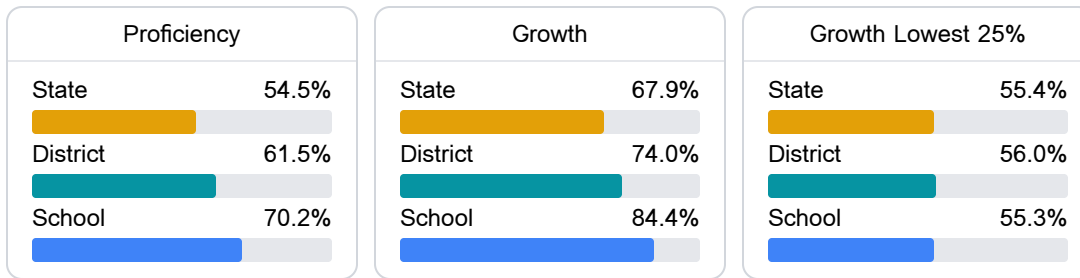 Proficiency
State 54.5%
District 61.5%
School 70.2%
Growth
State 67.9%
District 74.0%
School 84.4%
Growth Lowest 25%
State 55.4%
District 56.0%
School 55.3%